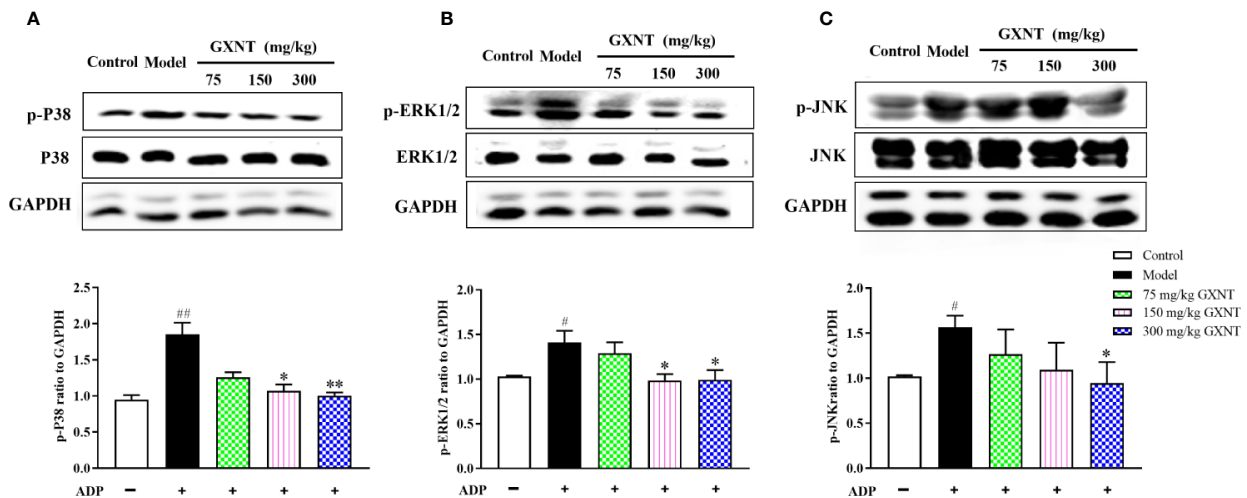 A
GXNT (mg/kg)
Control Model
75 150 300
p-P38
P38
GAPDH
p-P38 ratio to GAPDH
2.5
2.0
1.5
1.0
0.5
0.0
##
*
**
ADP − + + + +
B
GXNT (mg/kg)
Control Model
75 150 300
p-ERK1/2
ERK1/2
GAPDH
p-ERK1/2 ratio to GAPDH
2.0
1.5
1.0
0.5
0.0
#
*
*
ADP − + + + +
C
GXNT (mg/kg)
Control Model
75 150 300
p-JNK
JNK
GAPDH
Control
Model
75 mg/kg GXNT
150 mg/kg GXNT
300 mg/kg GXNT
p-JNKratio to GAPDH
2.0
1.5
1.0
0.5
0.0
#
*
ADP − + + + +